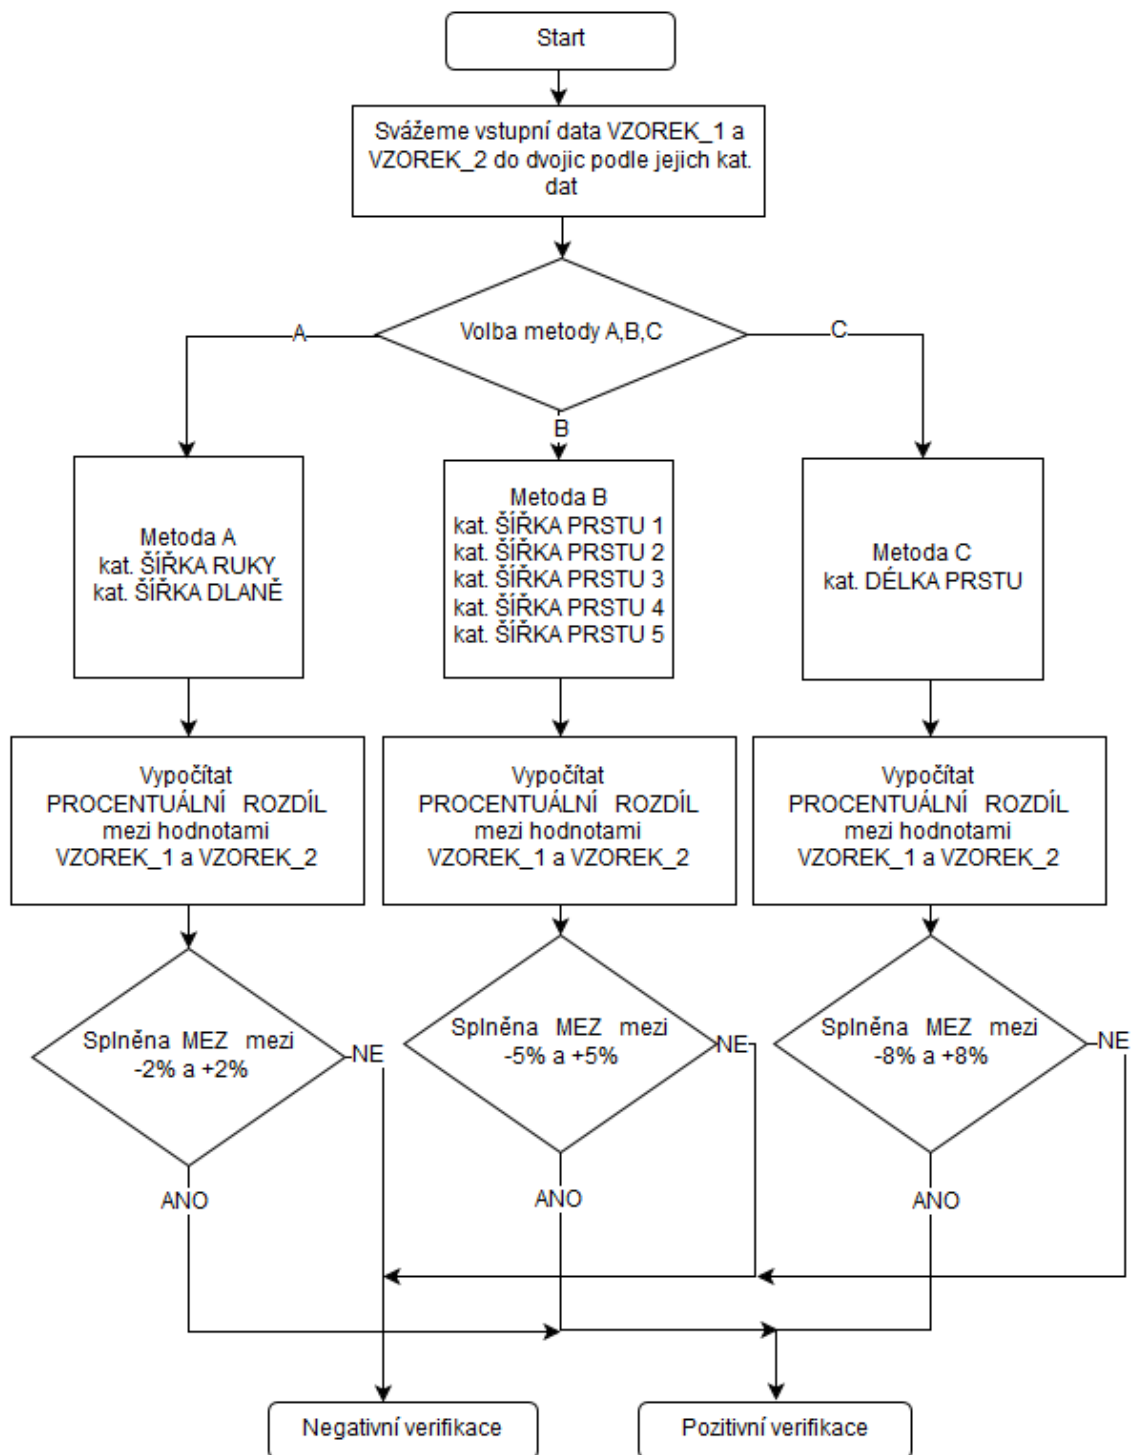 Start
Svážeme vstupní data VZOREK_1 a
VZOREK_2 do dvojic podle jejich kat.
dat
Volba metody A,B,C
A
C
B
Metoda A
kat. ŠÍŘKA RUKY
kat. ŠÍŘKA DLANĚ
Metoda B
kat. ŠÍŘKA PRSTU 1
kat. ŠÍŘKA PRSTU 2
kat. ŠÍŘKA PRSTU 3
kat. ŠÍŘKA PRSTU 4
kat. ŠÍŘKA PRSTU 5
Metoda C
kat. DÉLKA PRSTU
Vypočítat
PROCENTUÁLNÍ ROZDÍL
mezi hodnotami
VZOREK_1 a VZOREK_2
Vypočítat
PROCENTUÁLNÍ ROZDÍL
mezi hodnotami
VZOREK_1 a VZOREK_2
Vypočítat
PROCENTUÁLNÍ ROZDÍL
mezi hodnotami
VZOREK_1 a VZOREK_2
Splněna MEZ mezi
-2% a +2%
NE
Splněna MEZ mezi
-5% a +5%
NE
Splněna MEZ mezi
-8% a +8%
NE
ANO
ANO
ANO
Negativní verifikace
Pozitivní verifikace